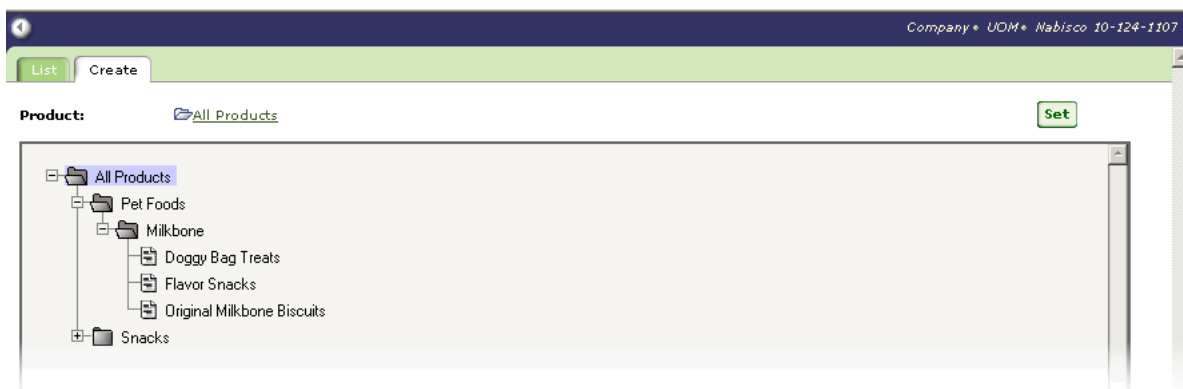 Company • UOM • Nabisco 10-124-1107
List Create
Product: All Products Set
All Products
Pet Foods
Milkbone
Doggy Bag Treats
Flavor Snacks
Original Milkbone Biscuits
Snacks